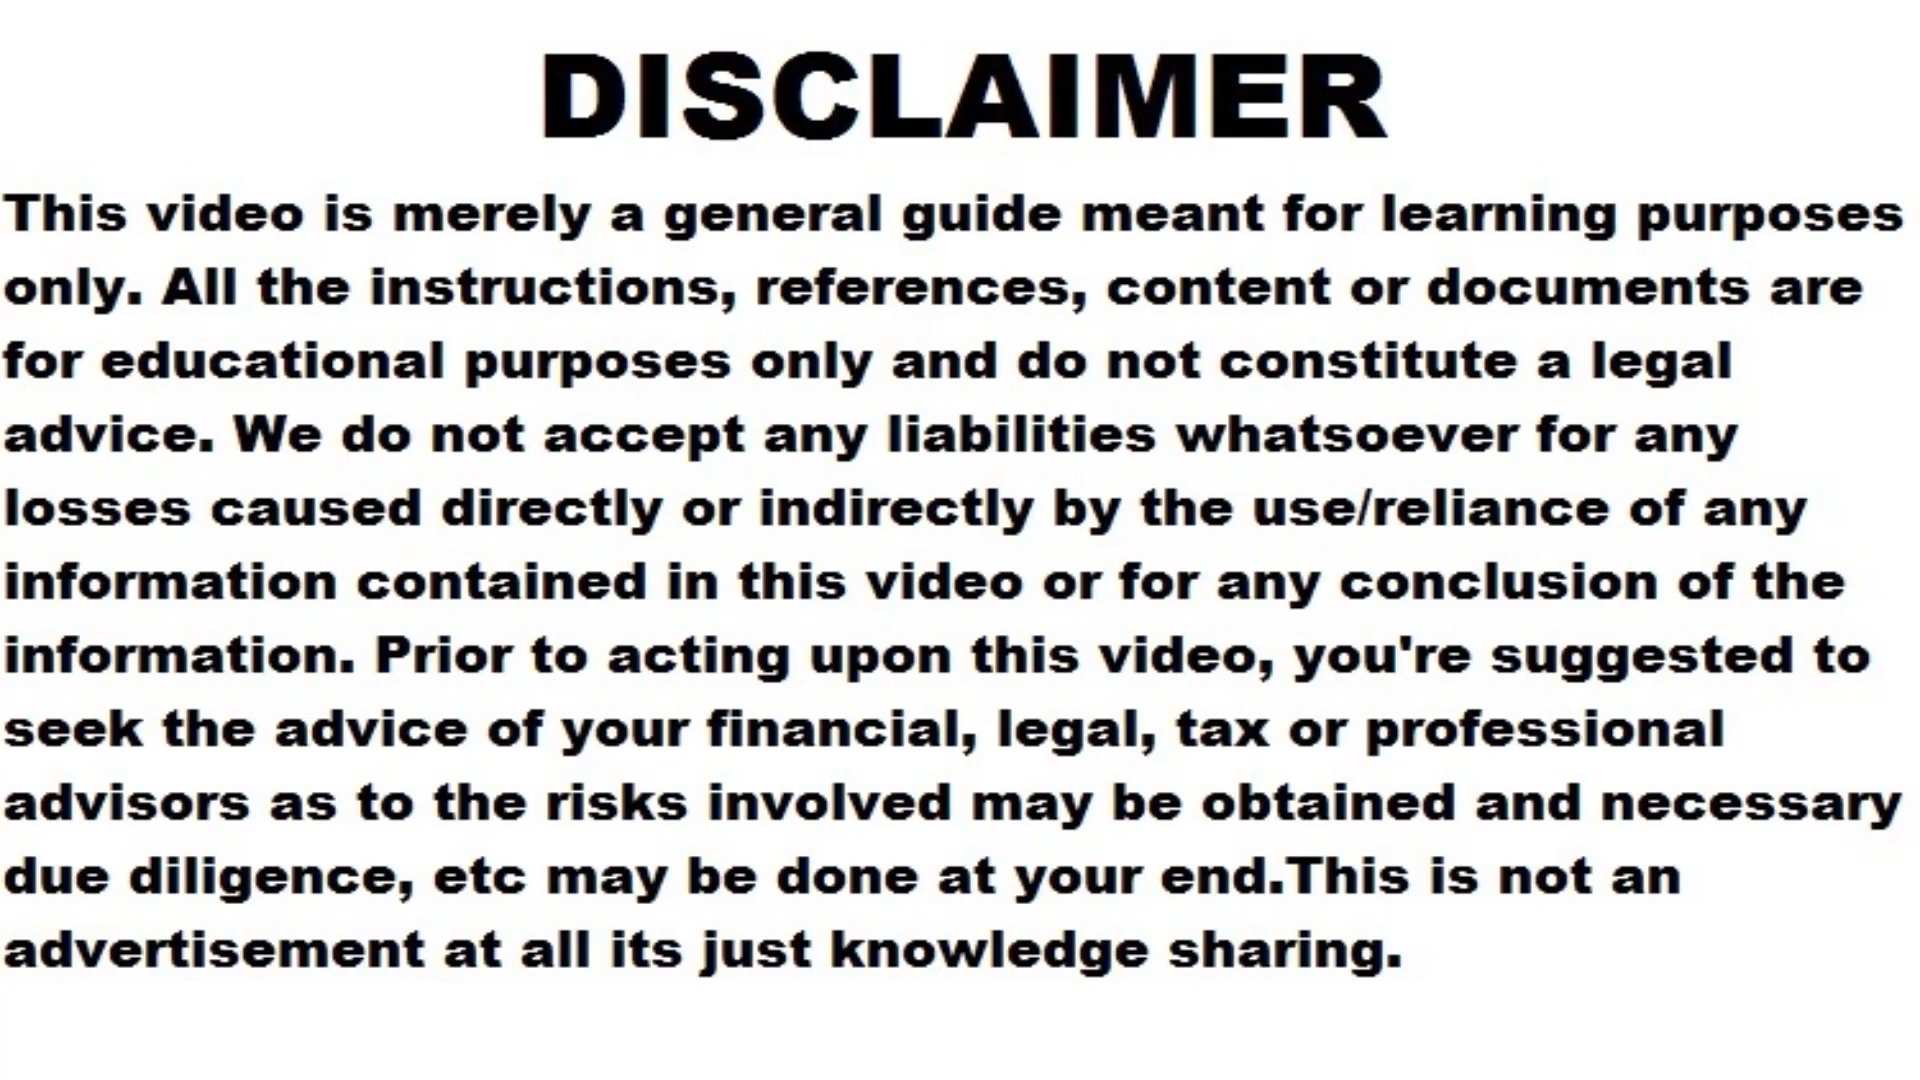 DISCLAIMER
This video is merely a general guide meant for learning purposes
only. All the instructions, references, content or documents are
for educational purposes only and do not constitute a legal
advice. We do not accept any liabilities whatsoever for any
losses caused directly or indirectly by the use/reliance of any
information contained in this video or for any conclusion of the
information. Prior to acting upon this video, you're suggested to
seek the advice of your financial, legal, tax or professional
advisors as to the risks involved may be obtained and necessary
due diligence, etc may be done at your end.This is not an
advertisement at all its just knowledge sharing.